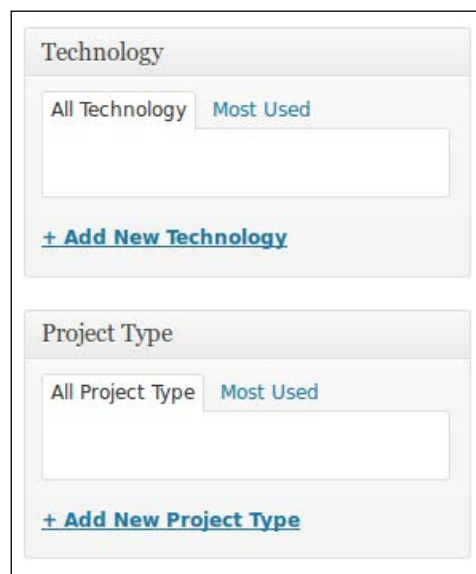 Technology
All Technology Most Used
+ Add New Technology
Project Type
All Project Type Most Used
+ Add New Project Type